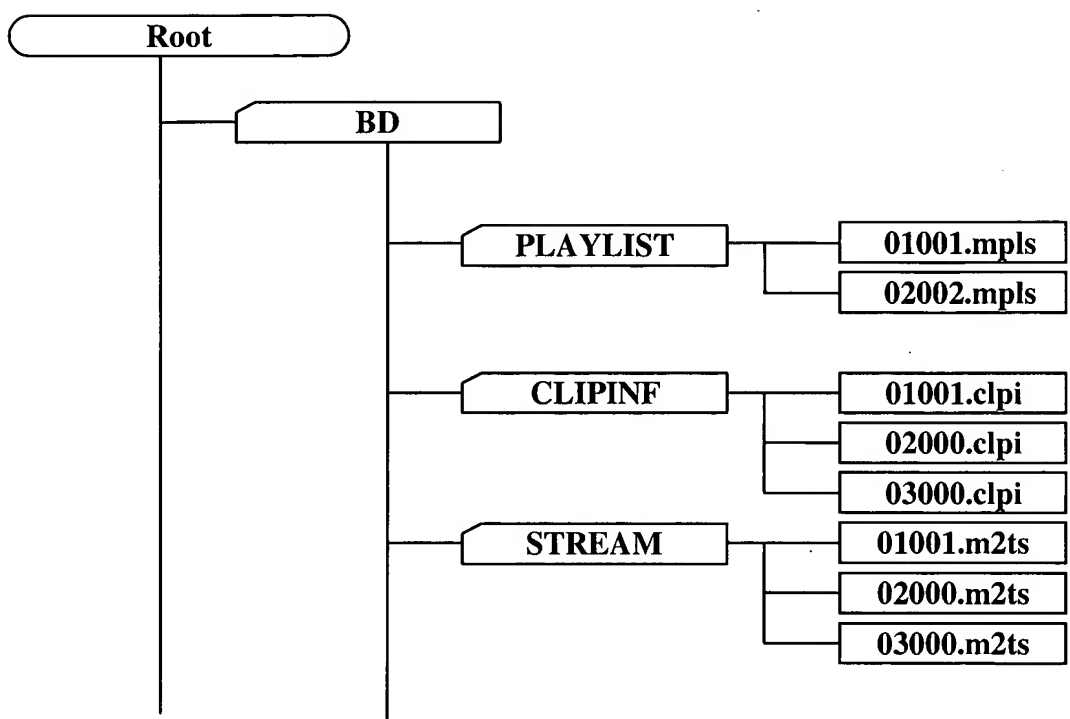 Root
BD
PLAYLIST
01001.mpls
02002.mpls
CLIPINF
01001.clpi
02000.clpi
03000.clpi
STREAM
01001.m2ts
02000.m2ts
03000.m2ts